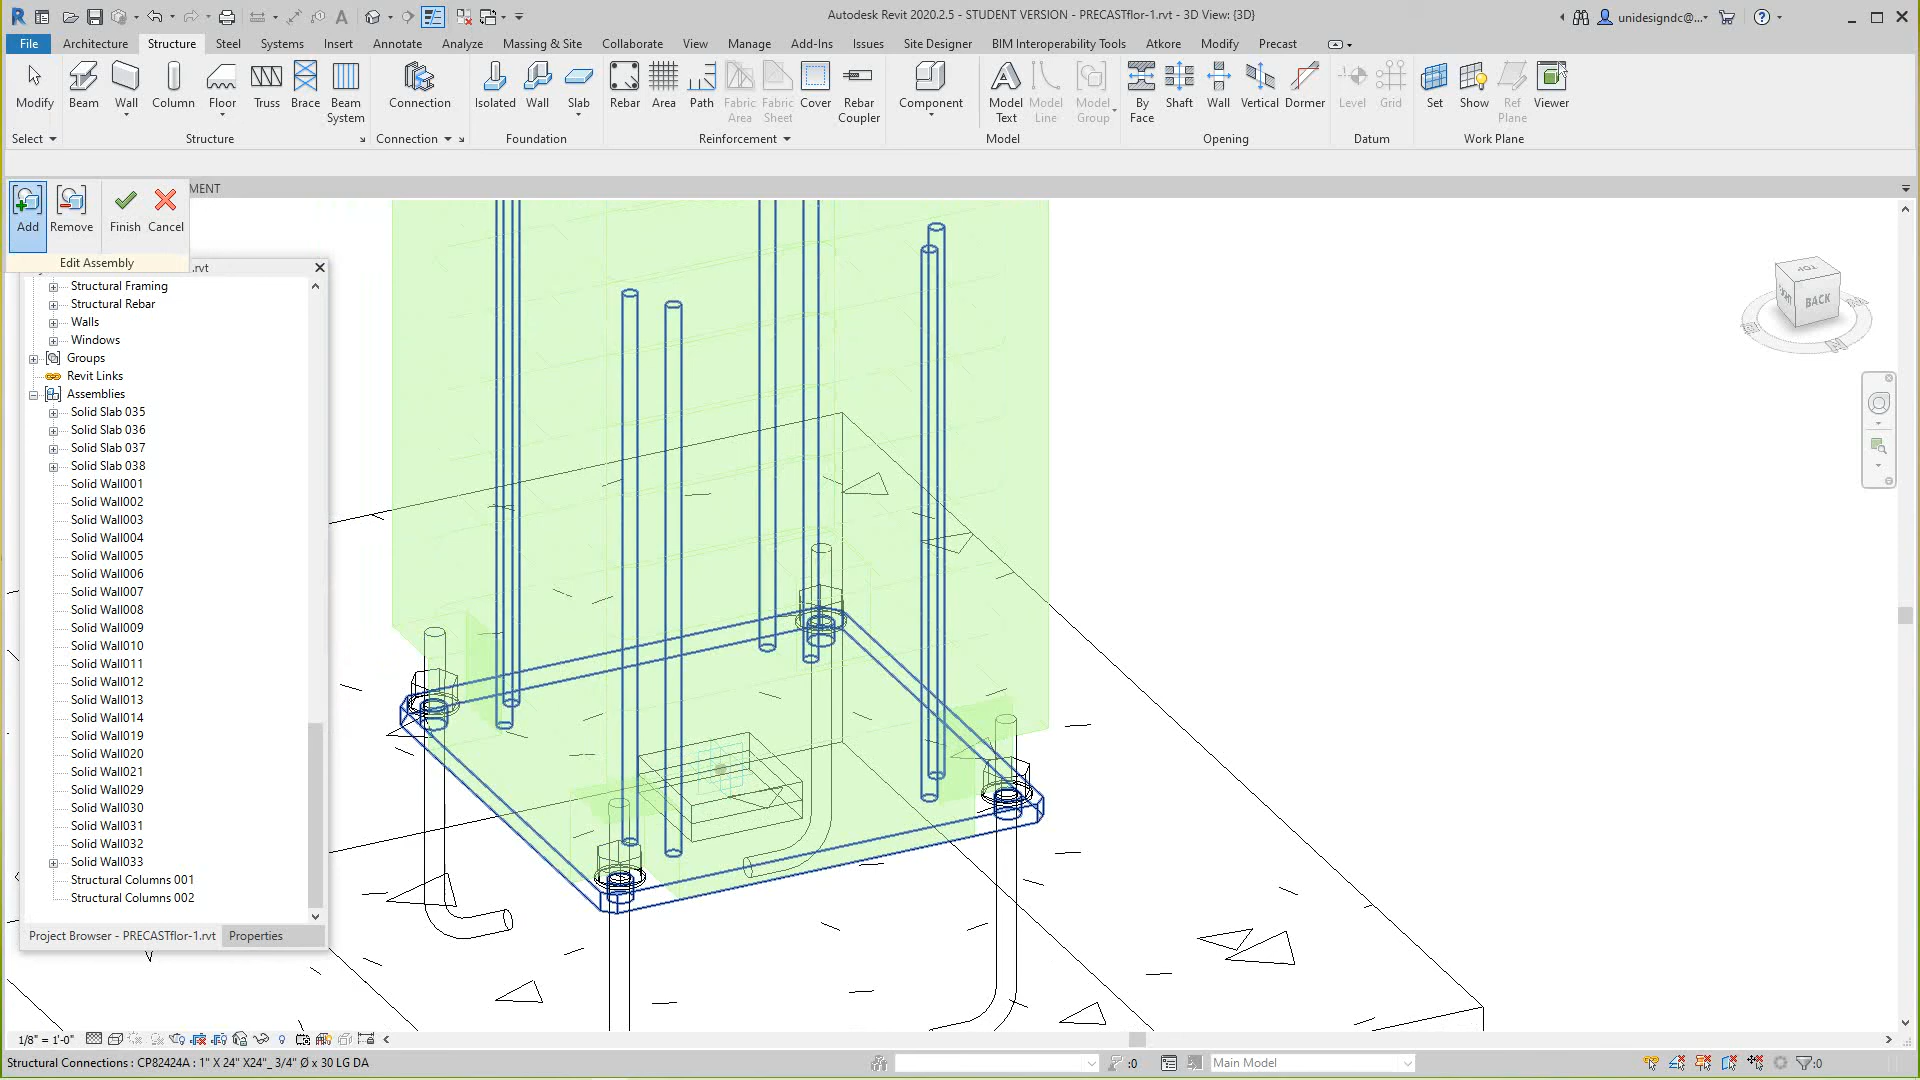 Autodesk Revit 2020.2.5 - STUDENT VERSION - PRECASTflor-1.rvt - 3D View: {3D}
unidesigndc@...
File Architecture Structure Steel Systems Insert Annotate Analyze Massing & Site Collaborate View Manage Add-Ins Issues Site Designer BIM Interoperability Tools Atkore Modify Precast
Modify Beam Wall Column Floor Truss Brace Beam System Connection Isolated Wall Slab Rebar Area Path Fabric Area Fabric Sheet Cover Rebar Coupler Component Model Text Model Line Model Group By Face Shaft Wall Vertical Dormer Level Grid Set Show Ref Plane Viewer
Select Structure Connection Foundation Reinforcement Model Opening Datum Work Plane
MENT
Add Remove Finish Cancel
Edit Assembly
.rvt
Structural Framing
Structural Rebar
Walls
Windows
Groups
Revit Links
Assemblies
Solid Slab 035
Solid Slab 036
Solid Slab 037
Solid Slab 038
Solid Wall001
Solid Wall002
Solid Wall003
Solid Wall004
Solid Wall005
Solid Wall006
Solid Wall007
Solid Wall008
Solid Wall009
Solid Wall010
Solid Wall011
Solid Wall012
Solid Wall013
Solid Wall014
Solid Wall019
Solid Wall020
Solid Wall021
Solid Wall029
Solid Wall030
Solid Wall031
Solid Wall032
Solid Wall033
Structural Columns 001
Structural Columns 002
Project Browser - PRECASTflor-1.rvt Properties
TOP
BACK
1/8" = 1'-0"
Structural Connections : CP82424A : 1" X 24" X24"_ 3/4" Ø x 30 LG DA
:0
Main Model
:0